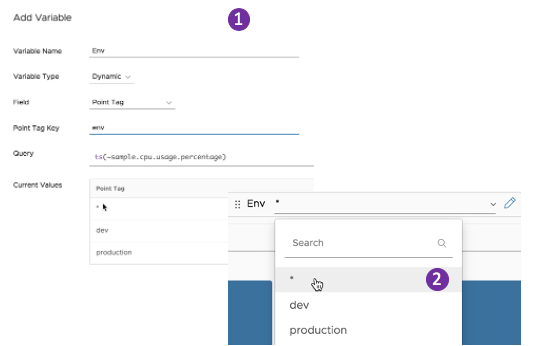 Add Variable
1
Variable Name Env
Variable Type Dynamic
Field Point Tag
Point Tag Key env
Query ts(~sample.cpu.usage.percentage)
Current Values Point Tag
*
dev
production
Env *
Search
* 2
dev
production